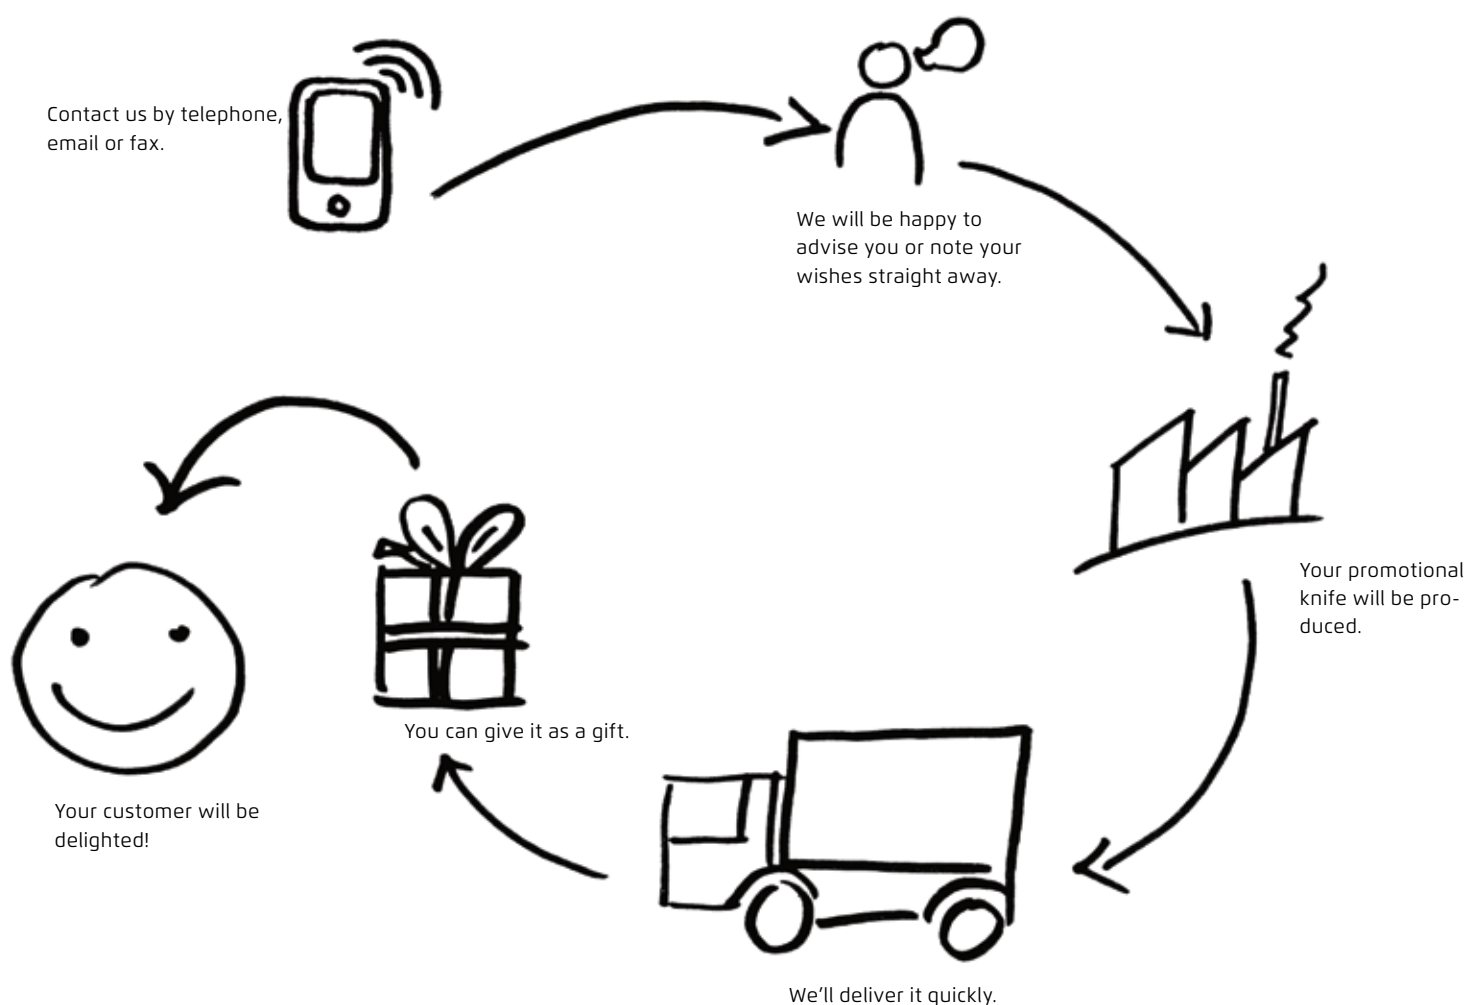 Contact us by telephone,
email or fax.
We will be happy to
advise you or note your
wishes straight away.
Your promotional
knife will be pro-
duced.
We'll deliver it quickly.
You can give it as a gift.
Your customer will be
delighted!